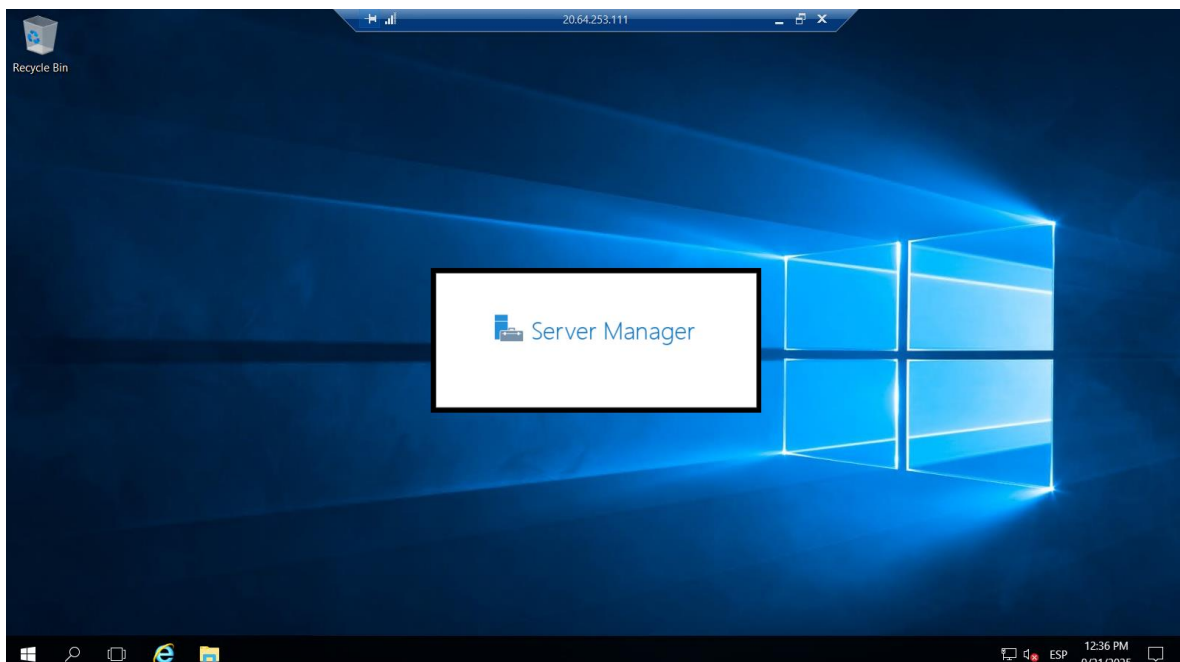 20.64.253.111
Recycle Bin
Server Manager
ESP
12:36 PM